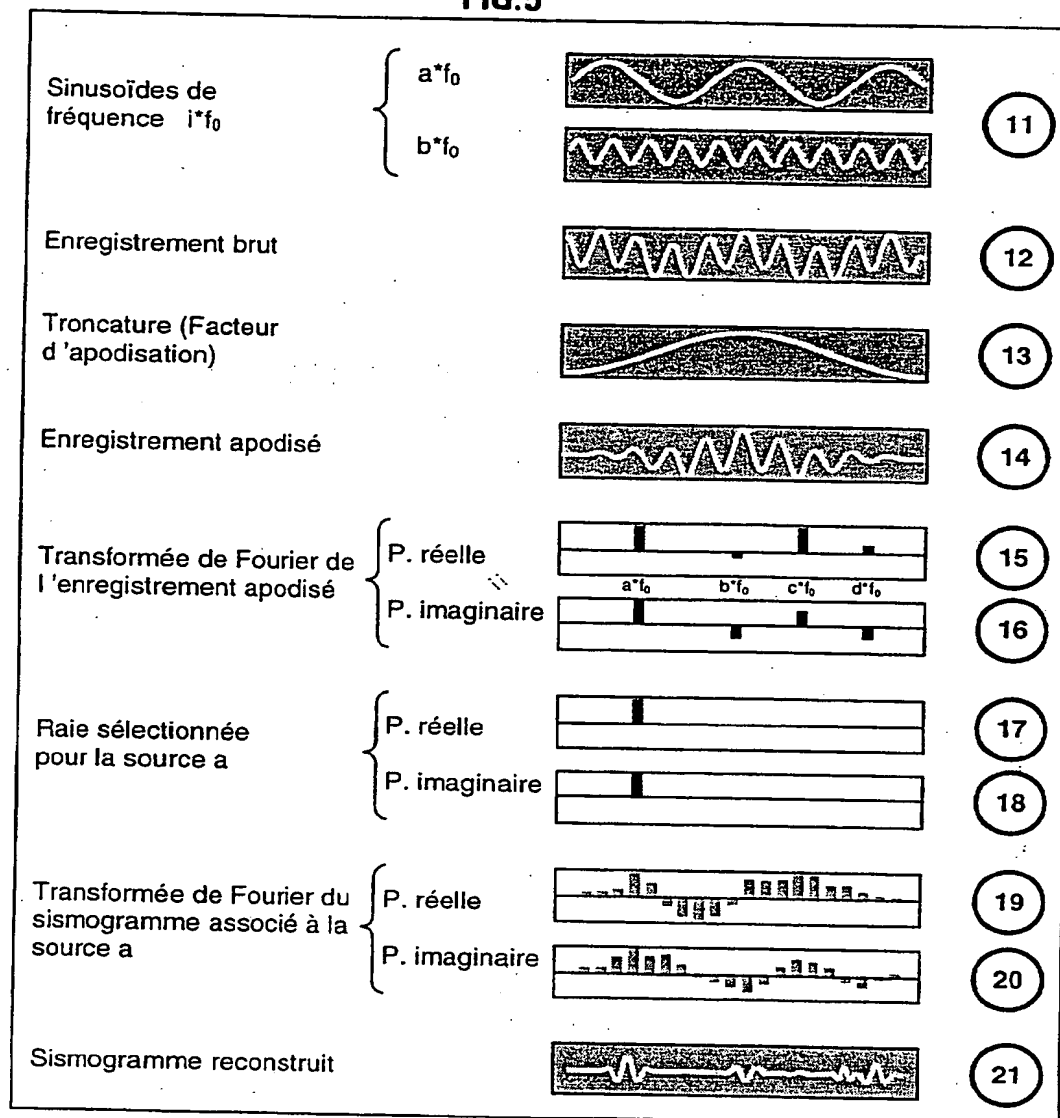 FIG.5
Sinusoïdes de
fréquence i*f₀
a*f₀
b*f₀
11
Enregistrement brut
12
Troncature (Facteur
d 'apodisation)
13
Enregistrement apodisé
14
Transformée de Fourier de
l 'enregistrement apodisé
P. réelle
15
a*f₀ b*f₀ c*f₀ d*f₀
P. imaginaire
16
Raie sélectionnée
pour la source a
P. réelle
17
P. imaginaire
18
Transformée de Fourier du
sismogramme associé à la
source a
P. réelle
19
P. imaginaire
20
Sismogramme reconstruit
21